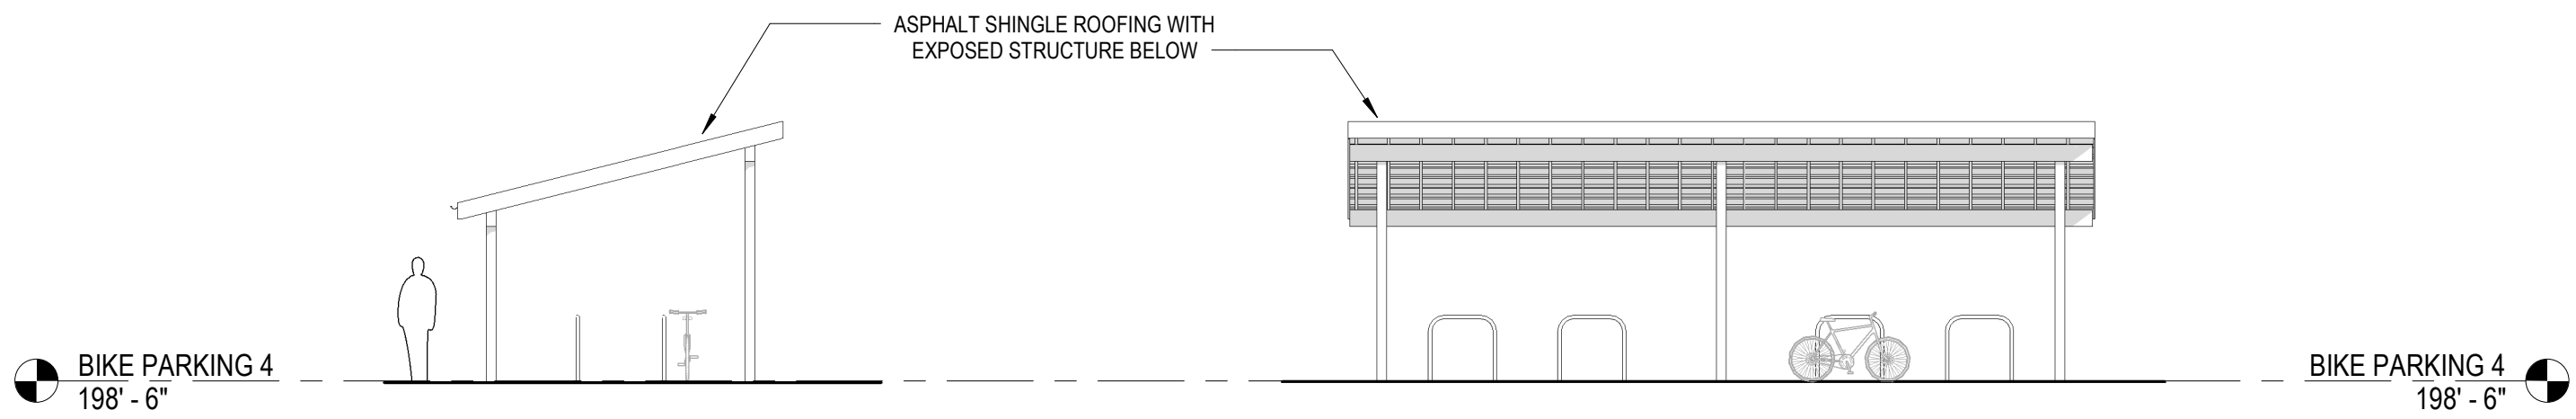 ASPHALT SHINGLE ROOFING WITH
EXPOSED STRUCTURE BELOW
BIKE PARKING 4
198' - 6"
BIKE PARKING 4
198' - 6"